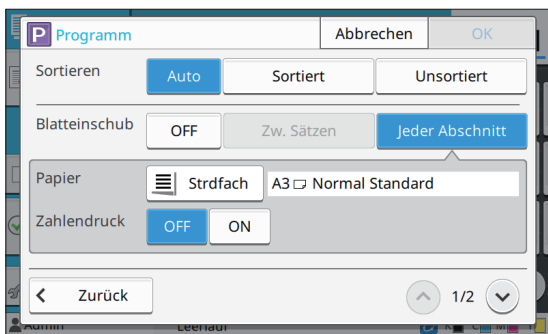 P Programm Abbrechen OK
Sortieren Auto Sortiert Unsortiert
Blatteinschub OFF Zw. Sätzen Jeder Abschnitt
Papier Strdfach A3 Normal Standard
Zahlendruck OFF ON
Zurück 1/2
Admin Leerlauf K C M Y